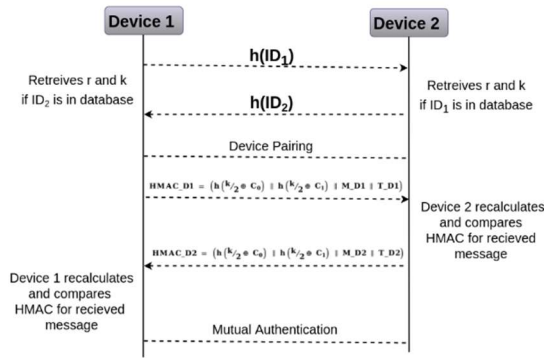 Device 1
Device 2
h(ID₁)
Retreives r and k
if ID₂ is in database
Retreives r and k
if ID₁ is in database
h(ID₂)
Device Pairing
HMAC_D1 = (h(k/2 ⊕ C₀) ∥ h(k/2 ⊕ C₁) ∥ M_D1 ∥ T_D1)
Device 2 recalculates
and compares
HMAC for recieved
message
HMAC_D2 = (h(k/2 ⊕ C₀) ∥ h(k/2 ⊕ C₁) ∥ M_D2 ∥ T_D2)
Device 1 recalculates
and compares
HMAC for recieved
message
Mutual Authentication